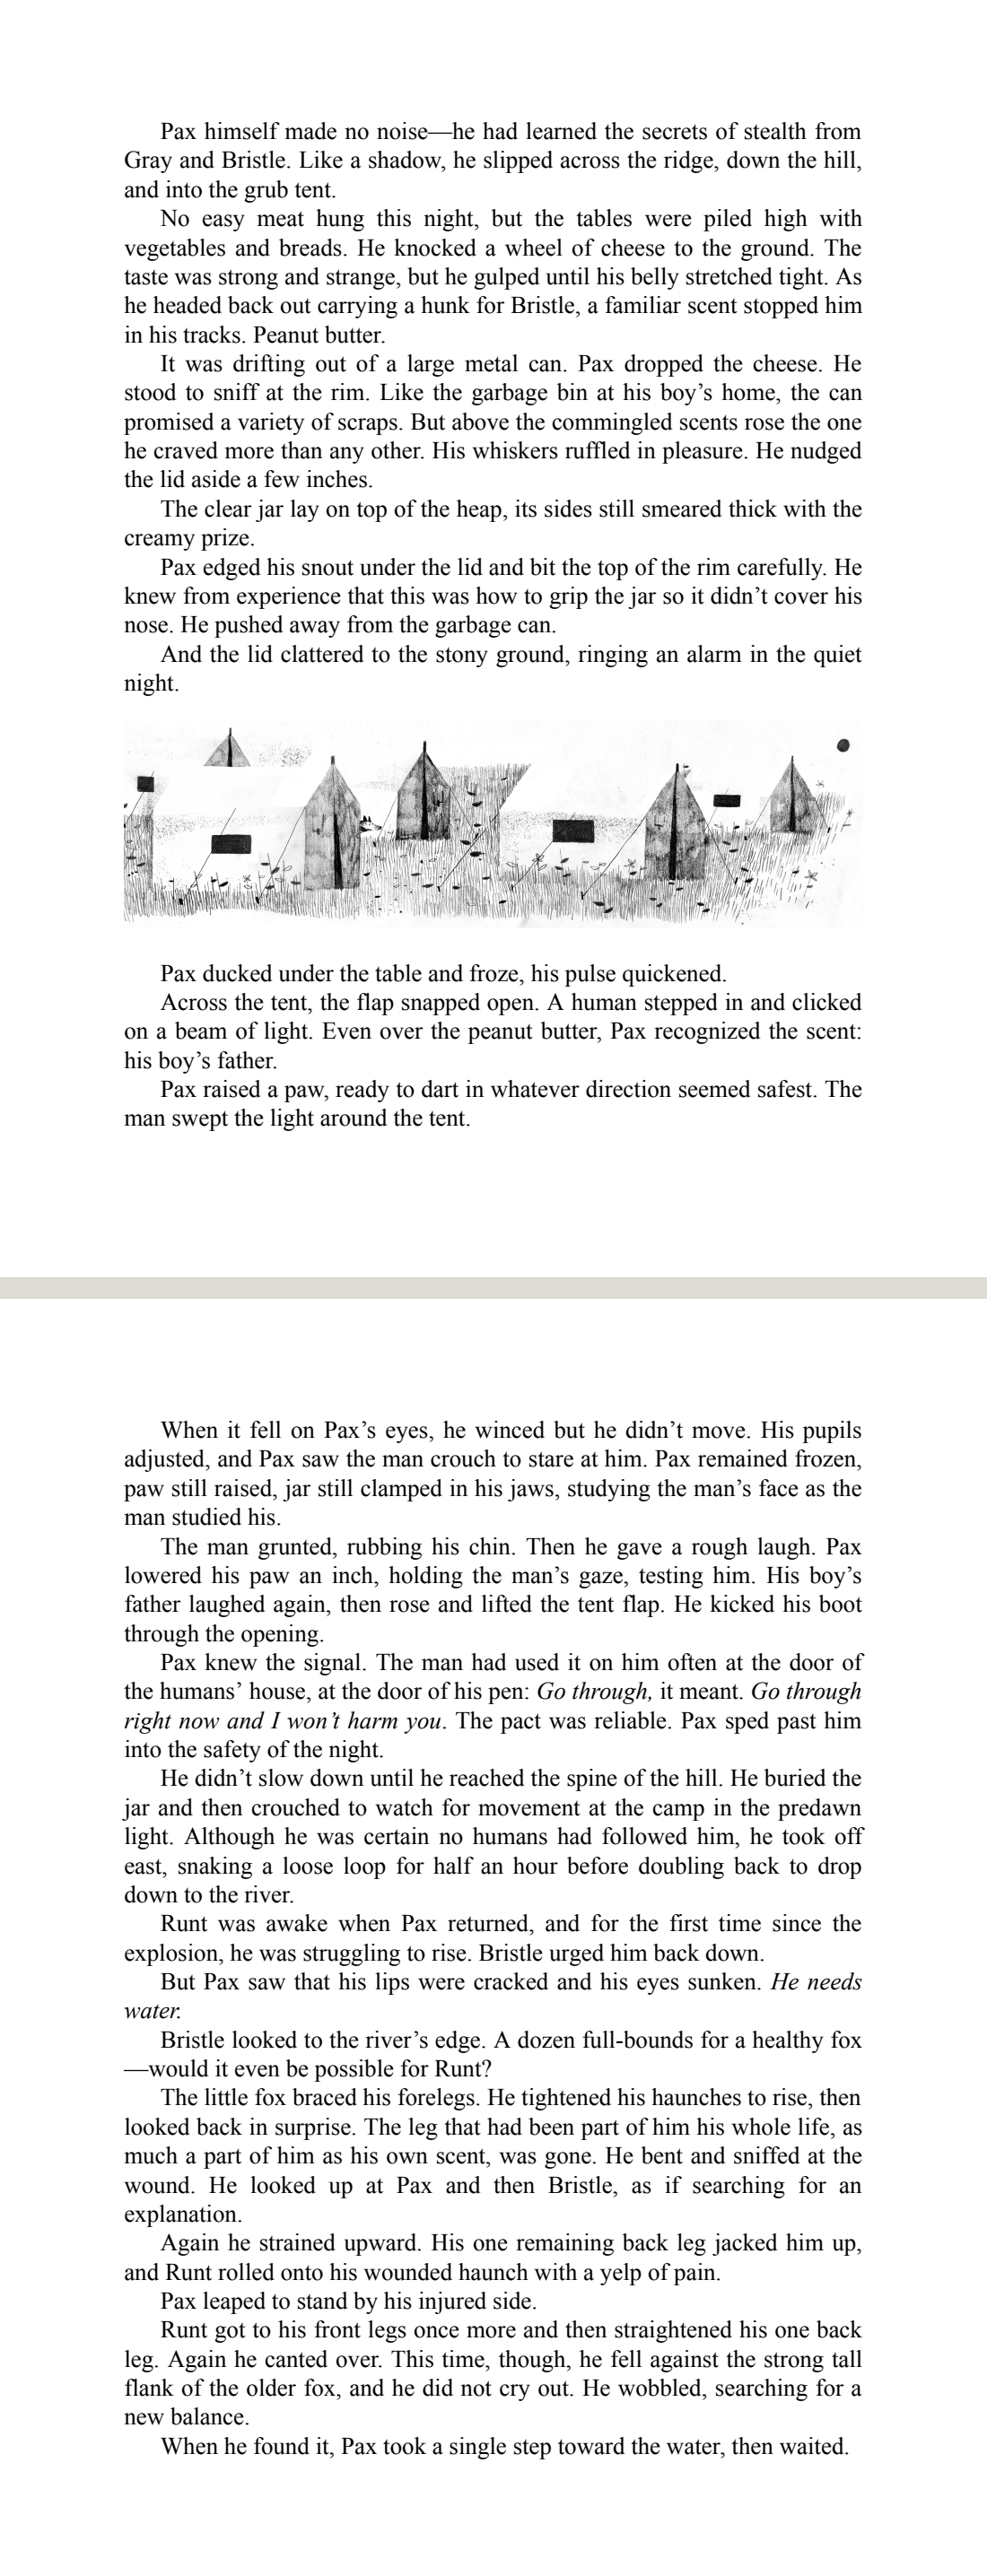 Pax himself made no noise—he had learned the secrets of stealth from
Gray and Bristle. Like a shadow, he slipped across the ridge, down the hill,
and into the grub tent.
No easy meat hung this night, but the tables were piled high with
vegetables and breads. He knocked a wheel of cheese to the ground. The
taste was strong and strange, but he gulped until his belly stretched tight. As
he headed back out carrying a hunk for Bristle, a familiar scent stopped him
in his tracks. Peanut butter.
It was drifting out of a large metal can. Pax dropped the cheese. He
stood to sniff at the rim. Like the garbage bin at his boy’s home, the can
promised a variety of scraps. But above the commingled scents rose the one
he craved more than any other. His whiskers ruffled in pleasure. He nudged
the lid aside a few inches.
The clear jar lay on top of the heap, its sides still smeared thick with the
creamy prize.
Pax edged his snout under the lid and bit the top of the rim carefully. He
knew from experience that this was how to grip the jar so it didn’t cover his
nose. He pushed away from the garbage can.
And the lid clattered to the stony ground, ringing an alarm in the quiet
night.
Pax ducked under the table and froze, his pulse quickened.
Across the tent, the flap snapped open. A human stepped in and clicked
on a beam of light. Even over the peanut butter, Pax recognized the scent:
his boy’s father.
Pax raised a paw, ready to dart in whatever direction seemed safest. The
man swept the light around the tent.
When it fell on Pax’s eyes, he winced but he didn’t move. His pupils
adjusted, and Pax saw the man crouch to stare at him. Pax remained frozen,
paw still raised, jar still clamped in his jaws, studying the man’s face as the
man studied his.
The man grunted, rubbing his chin. Then he gave a rough laugh. Pax
lowered his paw an inch, holding the man’s gaze, testing him. His boy’s
father laughed again, then rose and lifted the tent flap. He kicked his boot
through the opening.
Pax knew the signal. The man had used it on him often at the door of
the humans’ house, at the door of his pen: Go through, it meant. Go through
right now and I won’t harm you. The pact was reliable. Pax sped past him
into the safety of the night.
He didn’t slow down until he reached the spine of the hill. He buried the
jar and then crouched to watch for movement at the camp in the predawn
light. Although he was certain no humans had followed him, he took off
east, snaking a loose loop for half an hour before doubling back to drop
down to the river.
Runt was awake when Pax returned, and for the first time since the
explosion, he was struggling to rise. Bristle urged him back down.
But Pax saw that his lips were cracked and his eyes sunken. He needs
water.
Bristle looked to the river’s edge. A dozen full-bounds for a healthy fox
—would it even be possible for Runt?
The little fox braced his forelegs. He tightened his haunches to rise, then
looked back in surprise. The leg that had been part of him his whole life, as
much a part of him as his own scent, was gone. He bent and sniffed at the
wound. He looked up at Pax and then Bristle, as if searching for an
explanation.
Again he strained upward. His one remaining back leg jacked him up,
and Runt rolled onto his wounded haunch with a yelp of pain.
Pax leaped to stand by his injured side.
Runt got to his front legs once more and then straightened his one back
leg. Again he canted over. This time, though, he fell against the strong tall
flank of the older fox, and he did not cry out. He wobbled, searching for a
new balance.
When he found it, Pax took a single step toward the water, then waited.